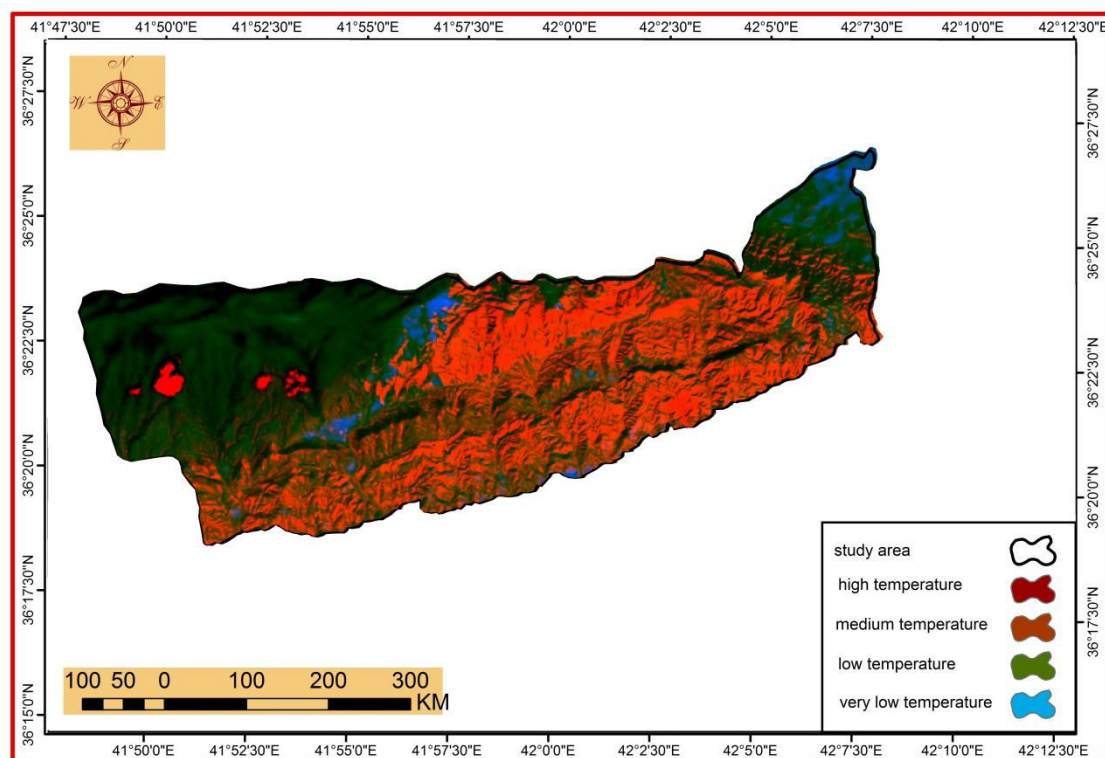 41°47'30"E 41°50'0"E 41°52'30"E 41°55'0"E 41°57'30"E 42°0'0"E 42°2'30"E 42°5'0"E 42°7'30"E 42°10'0"E 42°12'30"E
N
W E
S
36°27'30"N
36°25'0"N
36°22'30"N
36°20'0"N
36°17'30"N
36°15'0"N
36°27'30"N
36°25'0"N
36°22'30"N
36°20'0"N
36°17'30"N
study area
high temperature
medium temperature
low temperature
very low temperature
100 50 0 100 200 300
KM
41°50'0"E 41°52'30"E 41°55'0"E 41°57'30"E 42°0'0"E 42°2'30"E 42°5'0"E 42°7'30"E 42°10'0"E 42°12'30"E